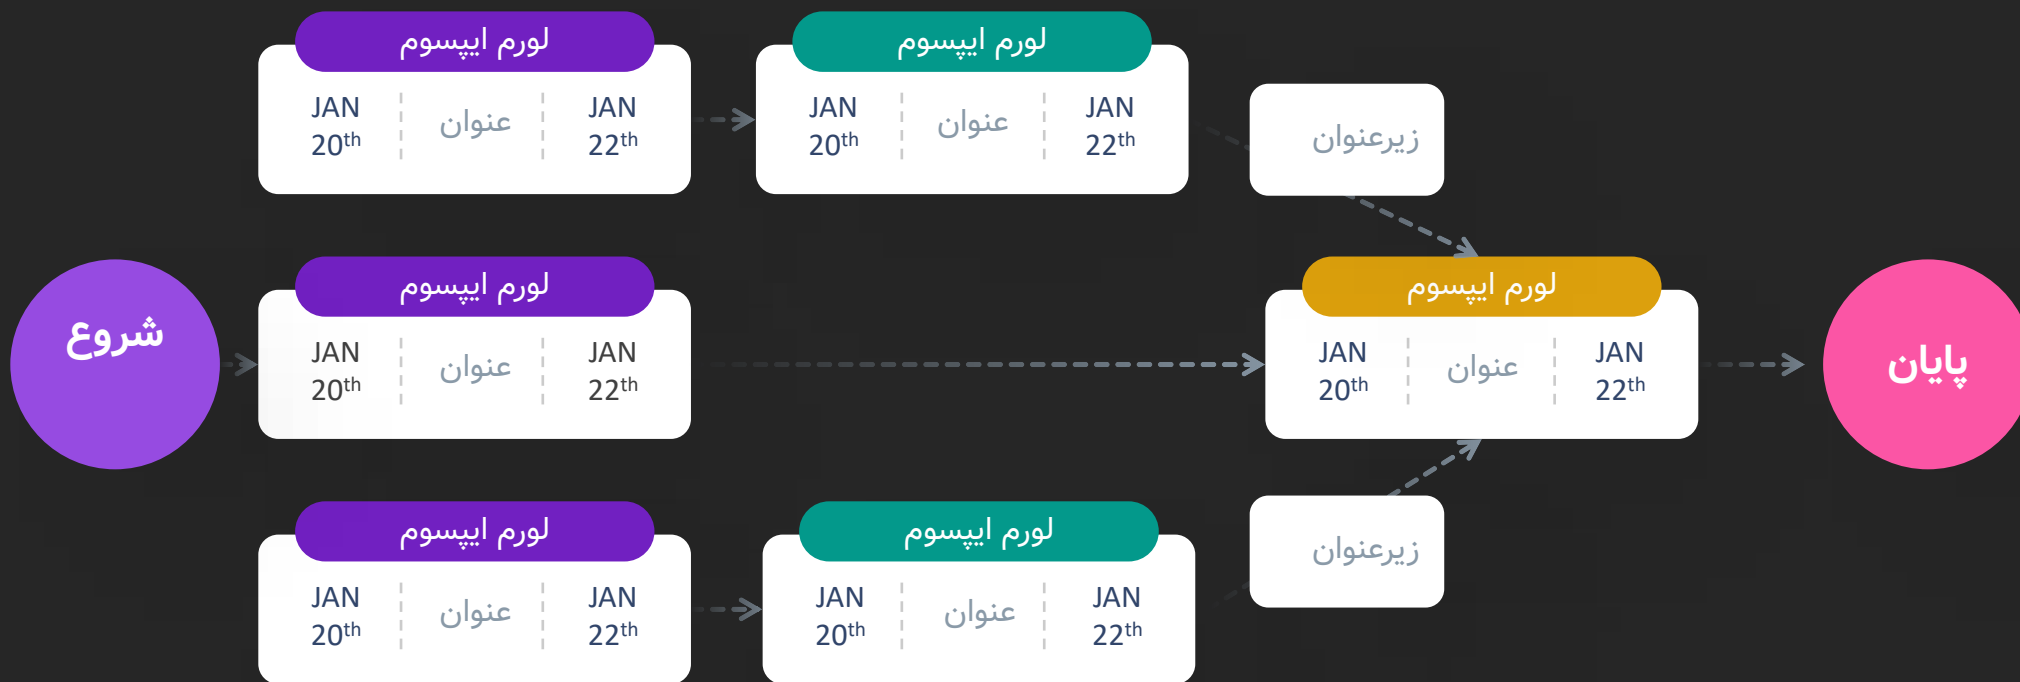 لورم ایپسوم
JAN
20th
عنوان
JAN
22th
لورم ایپسوم
JAN
20th
عنوان
JAN
22th
زیرعنوان
شروع
لورم ایپسوم
JAN
20th
عنوان
JAN
22th
لورم ایپسوم
JAN
20th
عنوان
JAN
22th
پایان
لورم ایپسوم
JAN
20th
عنوان
JAN
22th
لورم ایپسوم
JAN
20th
عنوان
JAN
22th
زیرعنوان